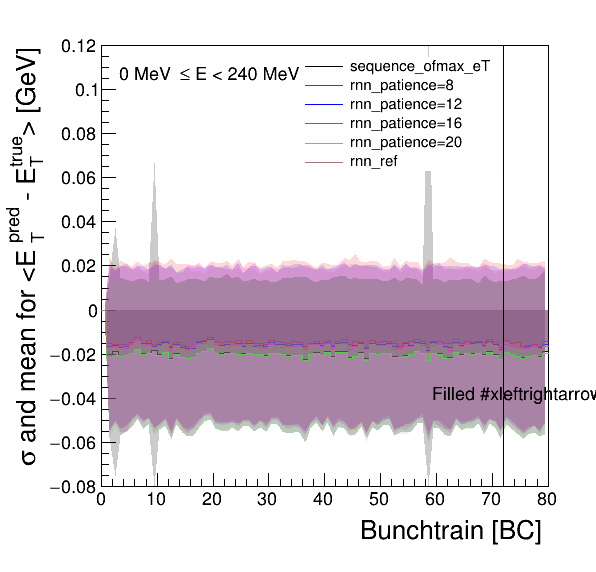 σ and mean for <E_T^pred - E_T^true> [GeV]
0.12
0.1
0.08
0.06
0.04
0.02
0
−0.02
−0.04
−0.06
−0.08
0 MeV ≤ E < 240 MeV
sequence_ofmax_eT
rnn_patience=8
rnn_patience=12
rnn_patience=16
rnn_patience=20
rnn_ref
Filled #xleftrightarrow
0 10 20 30 40 50 60 70 80
Bunchtrain [BC]